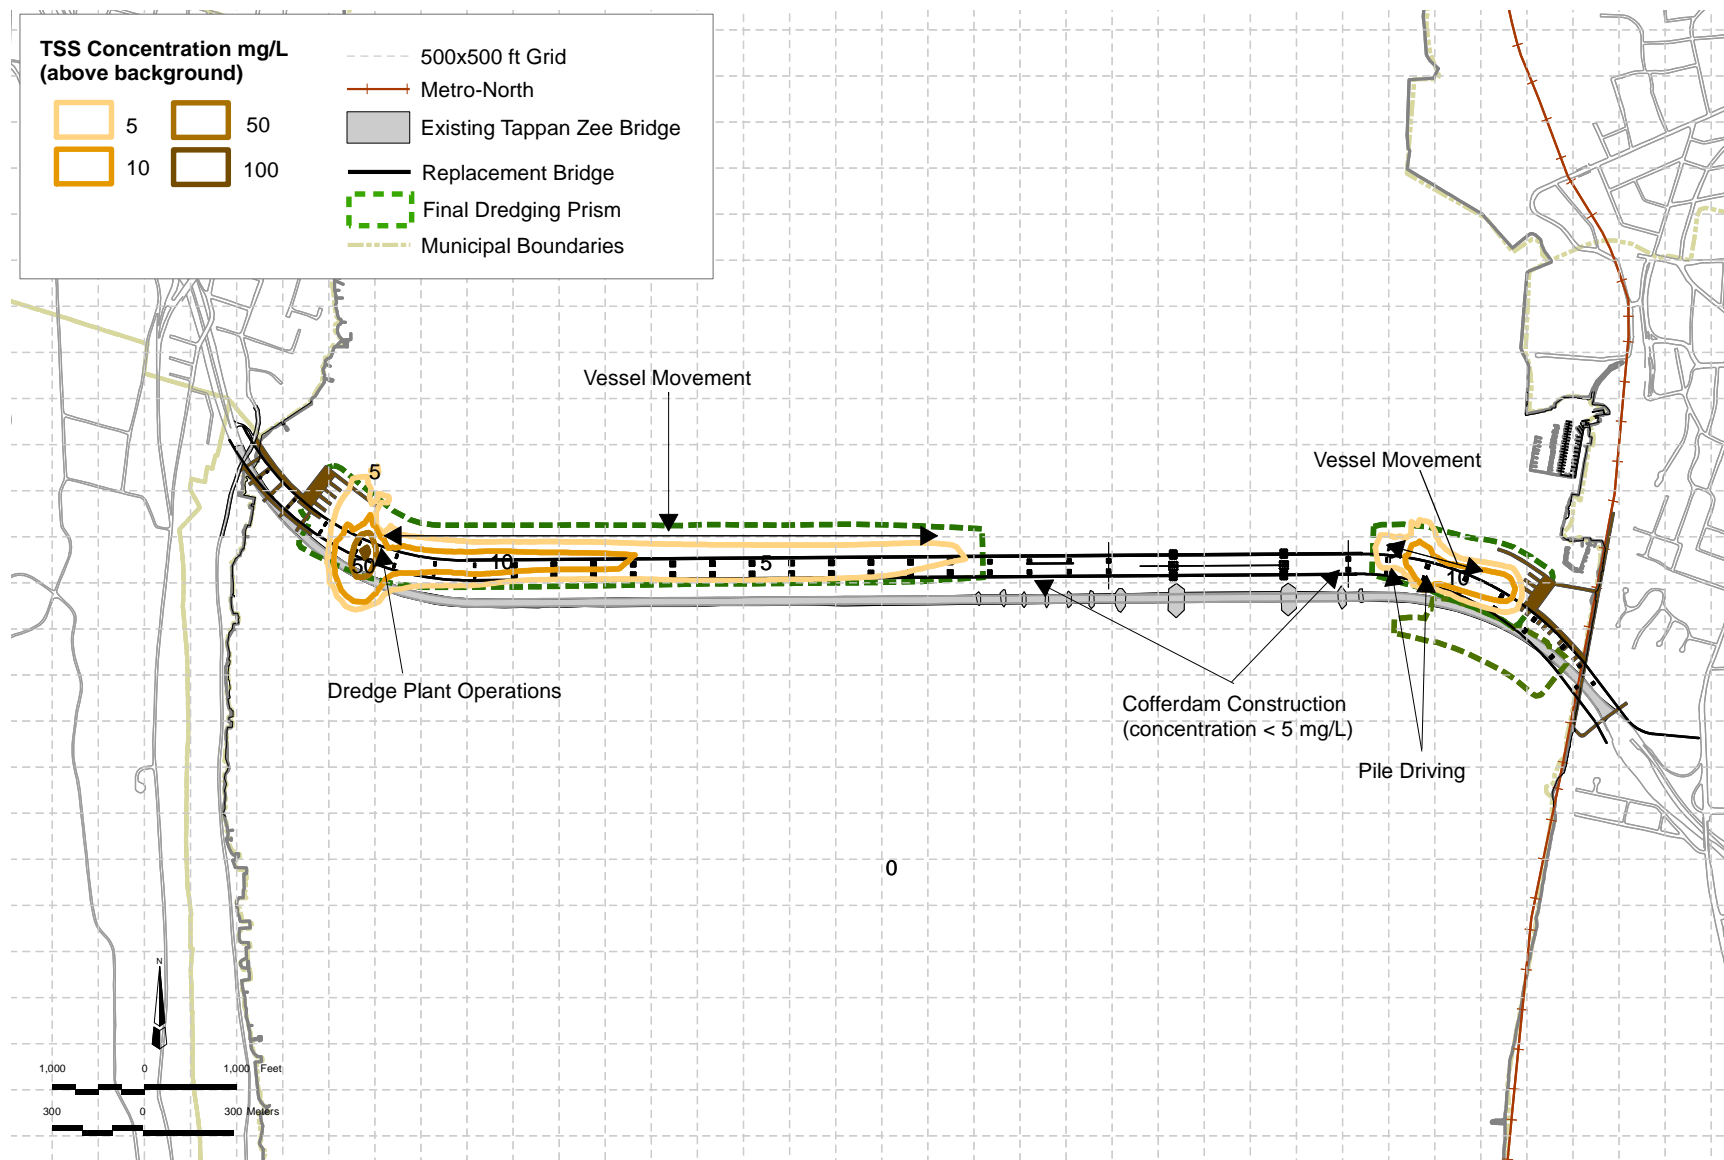 TSS Concentration mg/L
(above background)
5
50
10
100
500x500 ft Grid
Metro-North
Existing Tappan Zee Bridge
Replacement Bridge
Final Dredging Prism
Municipal Boundaries
Vessel Movement
Vessel Movement
5
50
10
5
10
Dredge Plant Operations
Cofferdam Construction
(concentration < 5 mg/L)
Pile Driving
0
N
1,000 0 1,000 Feet
300 0 300 Meters